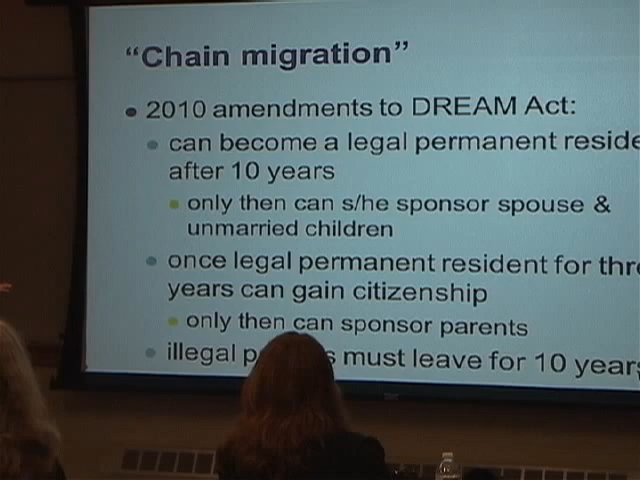 “Chain migration”
• 2010 amendments to DREAM Act:
• can become a legal permanent reside
after 10 years
• only then can s/he sponsor spouse &
unmarried children
• once legal permanent resident for thr
years can gain citizenship
• only then can sponsor parents
• illegal must leave for 10 years